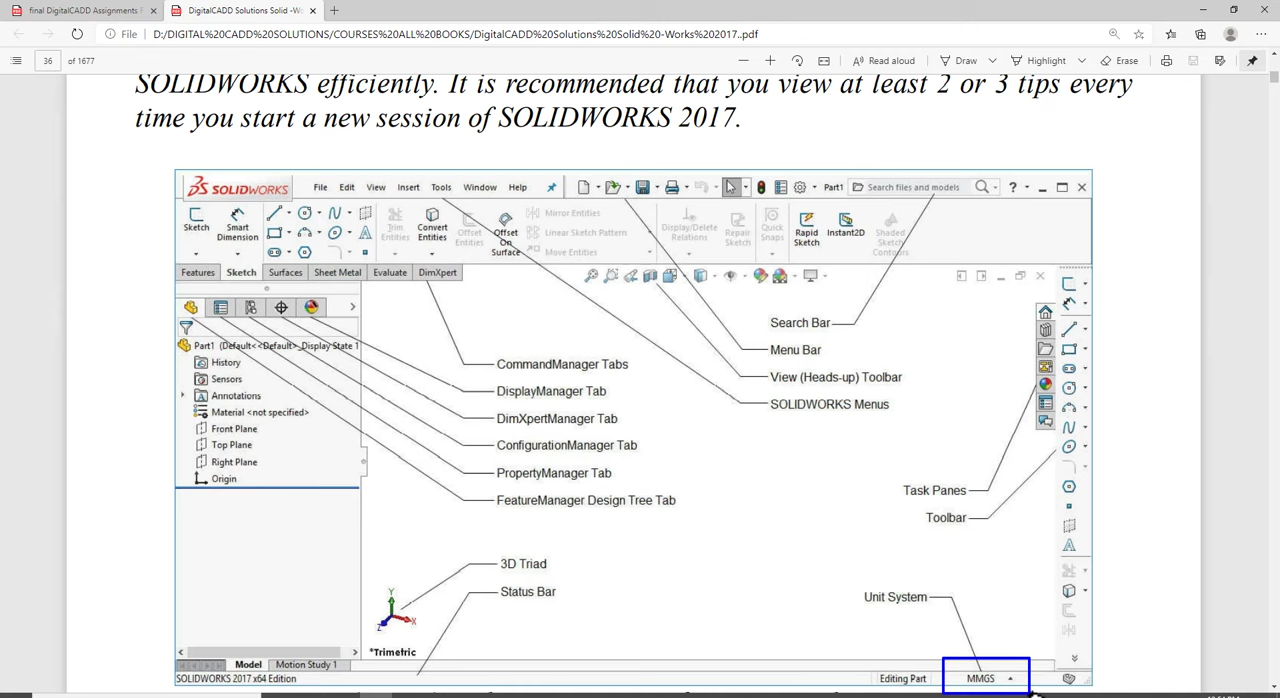 final DigitalCADD Assignments F
DigitalCADD Solutions Solid -Wo
File
D:/DIGITAL%20CADD%20SOLUTIONS/COURSES%20ALL%20BOOKS/DigitalCADD%20Solutions%20Solid%20-Works%202017..pdf
36 of 1677
Read aloud
Draw
Highlight
Erase
SOLIDWORKS efficiently. It is recommended that you view at least 2 or 3 tips every
time you start a new session of SOLIDWORKS 2017.
SOLIDWORKS
File Edit View Insert Tools Window Help
Part1
Search files and models
Sketch
Smart Dimension
Trim Entities
Convert Entities
Offset Entities
Offset On Surface
Mirror Entities
Linear Sketch Pattern
Move Entities
Display/Delete Relations
Repair Sketch
Quick Snaps
Rapid Sketch
Instant2D
Shaded Sketch Contours
Features Sketch Surfaces Sheet Metal Evaluate DimXpert
Search Bar
Menu Bar
View (Heads-up) Toolbar
SOLIDWORKS Menus
CommandManager Tabs
DisplayManager Tab
DimXpertManager Tab
ConfigurationManager Tab
PropertyManager Tab
FeatureManager Design Tree Tab
Part1 (Default<<Default>_Display State 1
History
Sensors
Annotations
Material <not specified>
Front Plane
Top Plane
Right Plane
Origin
Task Panes
Toolbar
3D Triad
Status Bar
Unit System
Y
Z X
*Trimetric
Model Motion Study 1
SOLIDWORKS 2017 x64 Edition
Editing Part
MMGS